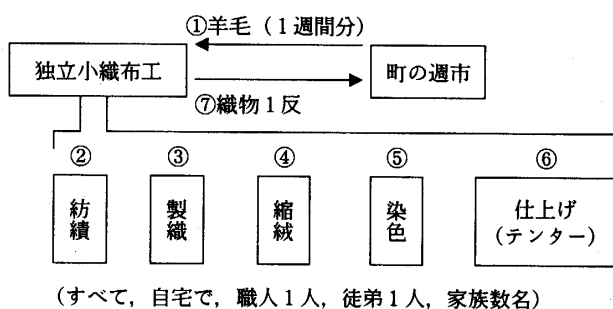 ①羊毛（１週間分）
独立小織布工
町の週市
⑦織物１反
②
③
④
⑤
⑥
紡績
製織
縮絨
染色
仕上げ
（テンター）
（すべて，自宅で，職人１人，徒弟１人，家族数名）